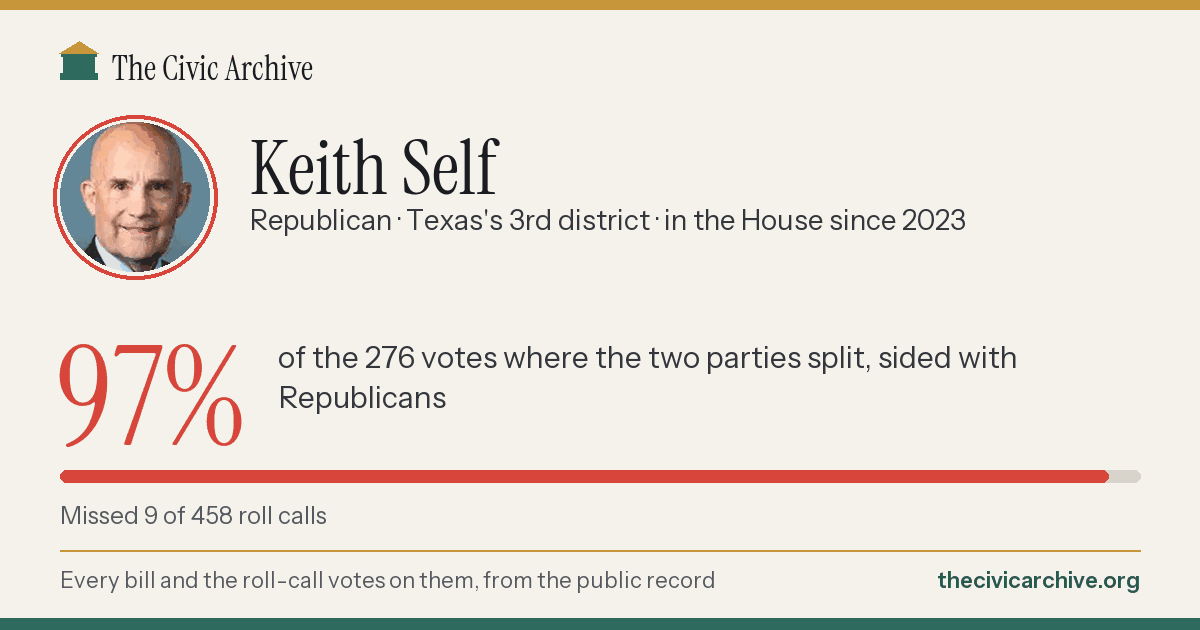 The Civic Archive
Keith Self
Republican · Texas's 3rd district · in the House since 2023
97%
of the 276 votes where the two parties split, sided with
Republicans
Missed 9 of 458 roll calls
Every bill and the roll-call votes on them, from the public record
thecivicarchive.org